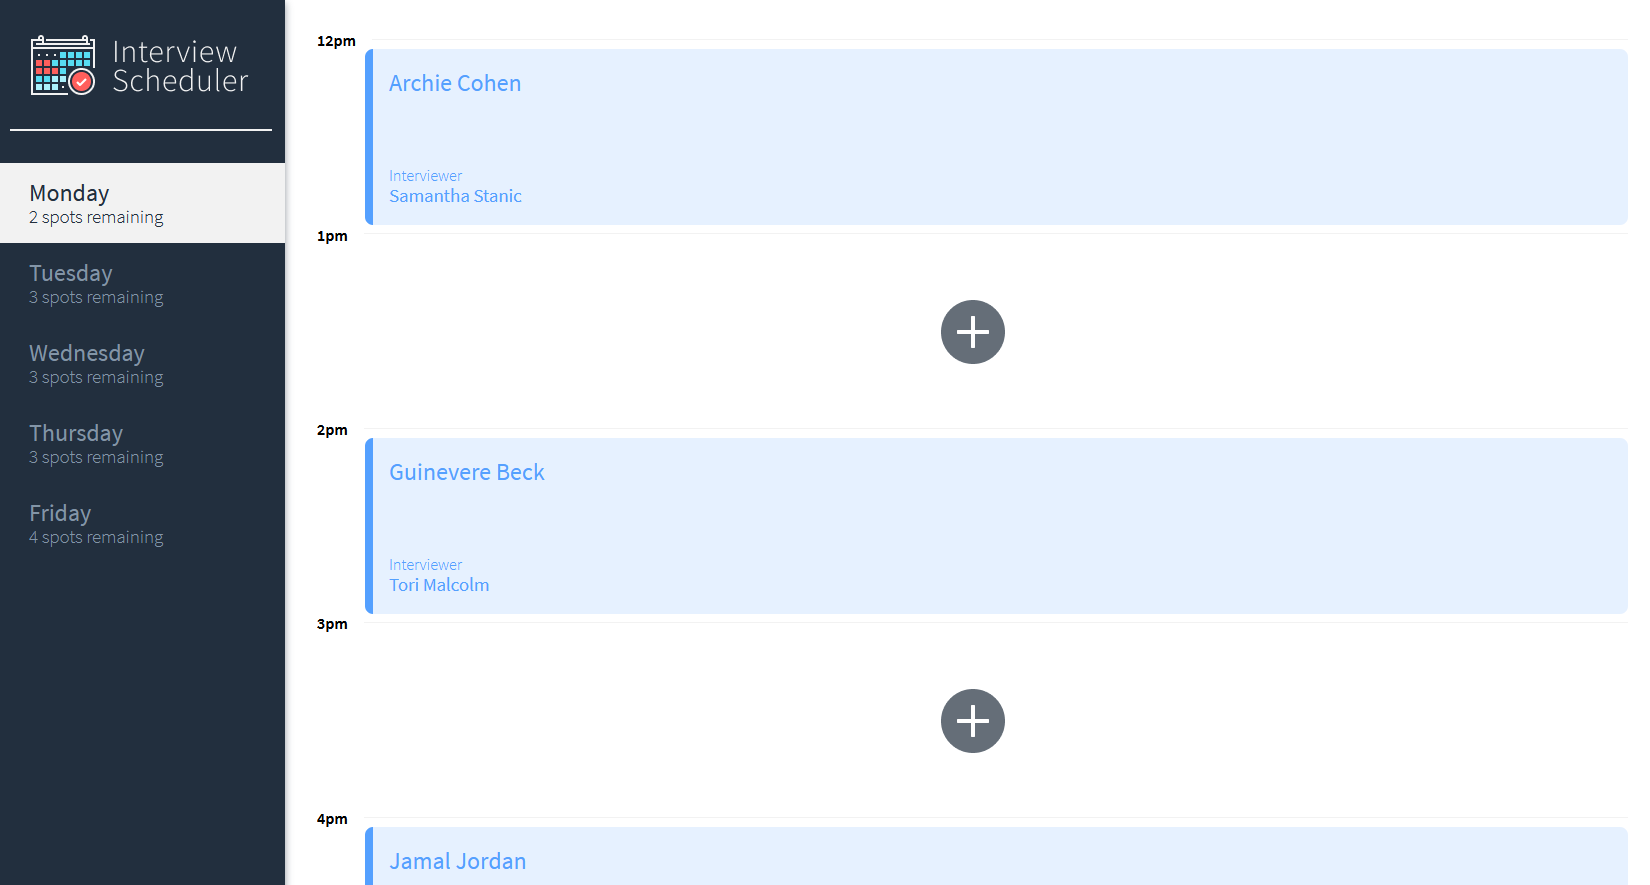 Interview
Scheduler
Monday
2 spots remaining
Tuesday
3 spots remaining
Wednesday
3 spots remaining
Thursday
3 spots remaining
Friday
4 spots remaining
12pm
Archie Cohen
Interviewer
Samantha Stanic
1pm
2pm
Guinevere Beck
Interviewer
Tori Malcolm
3pm
4pm
Jamal Jordan